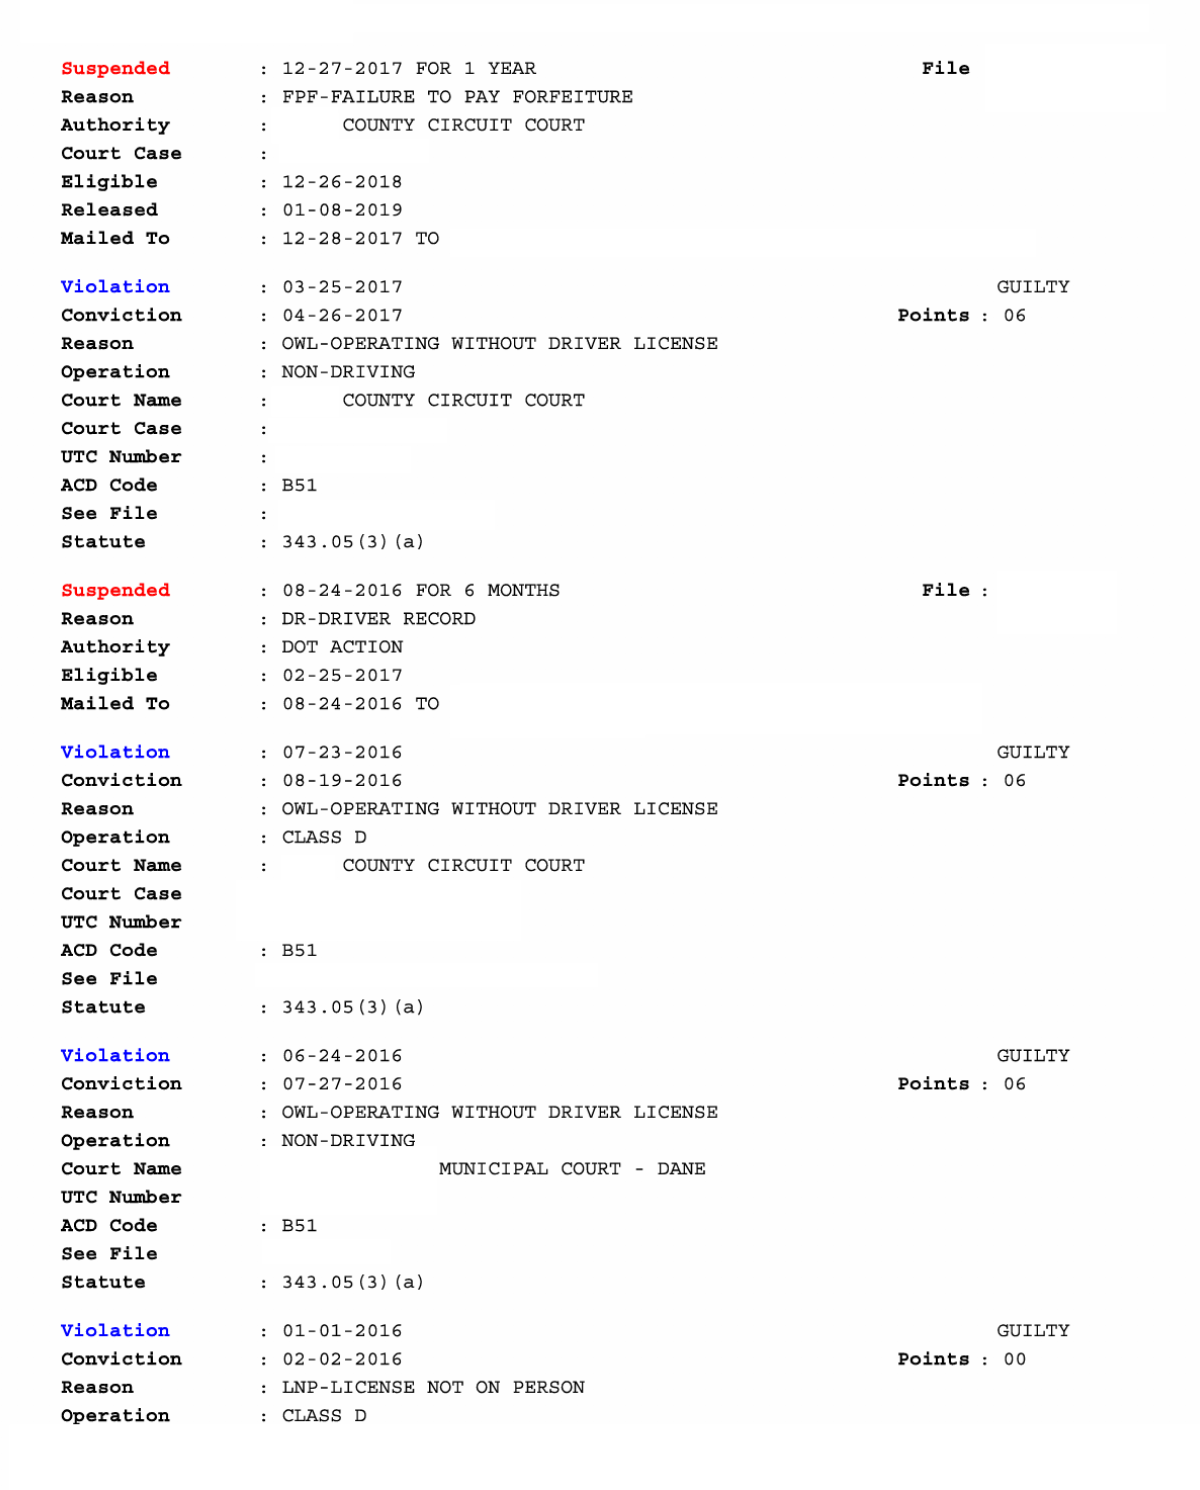 Suspended : 12-27-2017 FOR 1 YEAR File
Reason : FPF-FAILURE TO PAY FORFEITURE
Authority : COUNTY CIRCUIT COURT
Court Case :
Eligible : 12-26-2018
Released : 01-08-2019
Mailed To : 12-28-2017 TO
Violation : 03-25-2017 GUILTY
Conviction : 04-26-2017 Points : 06
Reason : OWL-OPERATING WITHOUT DRIVER LICENSE
Operation : NON-DRIVING
Court Name : COUNTY CIRCUIT COURT
Court Case :
UTC Number :
ACD Code : B51
See File :
Statute : 343.05(3)(a)
Suspended : 08-24-2016 FOR 6 MONTHS File :
Reason : DR-DRIVER RECORD
Authority : DOT ACTION
Eligible : 02-25-2017
Mailed To : 08-24-2016 TO
Violation : 07-23-2016 GUILTY
Conviction : 08-19-2016 Points : 06
Reason : OWL-OPERATING WITHOUT DRIVER LICENSE
Operation : CLASS D
Court Name : COUNTY CIRCUIT COURT
Court Case
UTC Number
ACD Code : B51
See File
Statute : 343.05(3)(a)
Violation : 06-24-2016 GUILTY
Conviction : 07-27-2016 Points : 06
Reason : OWL-OPERATING WITHOUT DRIVER LICENSE
Operation : NON-DRIVING
Court Name MUNICIPAL COURT - DANE
UTC Number
ACD Code : B51
See File
Statute : 343.05(3)(a)
Violation : 01-01-2016 GUILTY
Conviction : 02-02-2016 Points : 00
Reason : LNP-LICENSE NOT ON PERSON
Operation : CLASS D